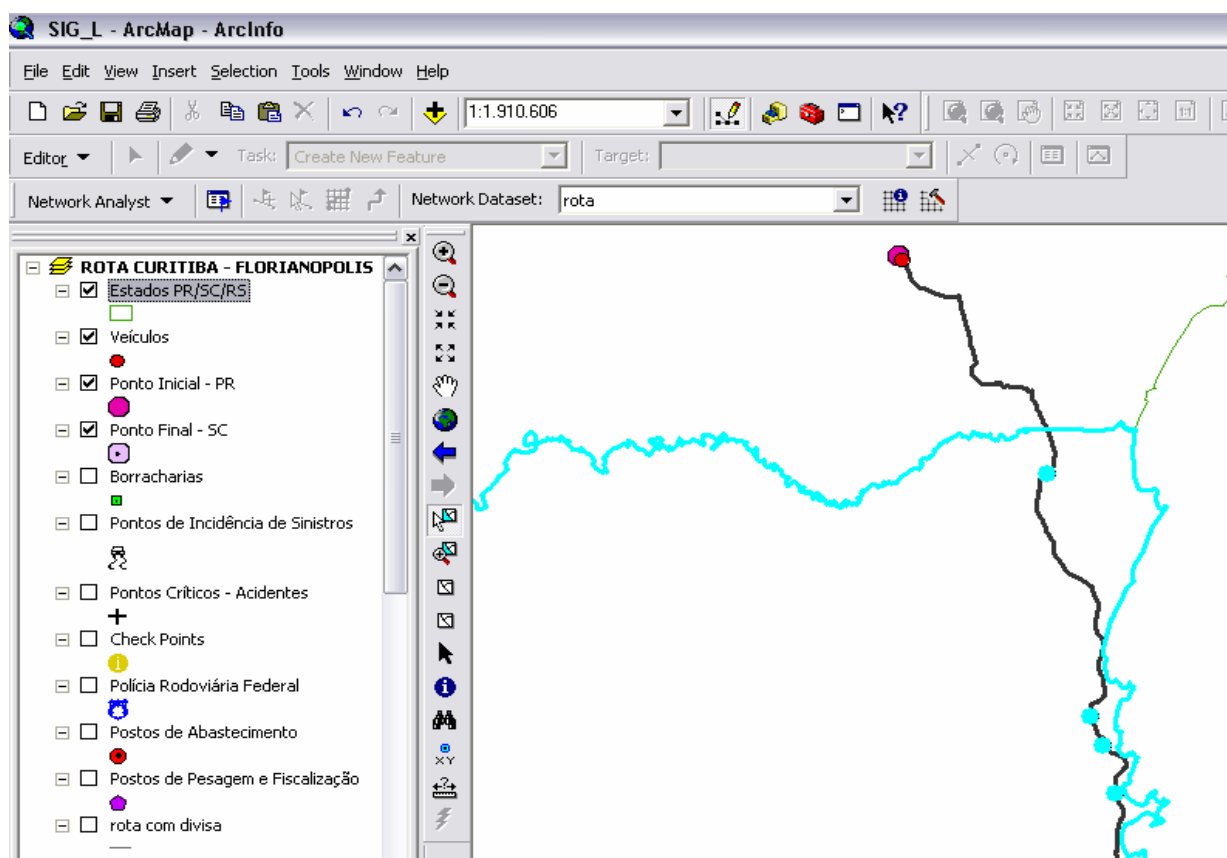 SIG_L - ArcMap - ArcInfo
File Edit View Insert Selection Tools Window Help
1:1.910.606
Editor Task: Create New Feature Target:
Network Analyst Network Dataset: rota
ROTA CURITIBA - FLORIANOPOLIS
Estados PR/SC/RS
Veículos
Ponto Inicial - PR
Ponto Final - SC
Borracharias
Pontos de Incidência de Sinistros
Pontos Críticos - Acidentes
Check Points
Polícia Rodoviária Federal
Postos de Abastecimento
Postos de Pesagem e Fiscalização
rota com divisa
XY